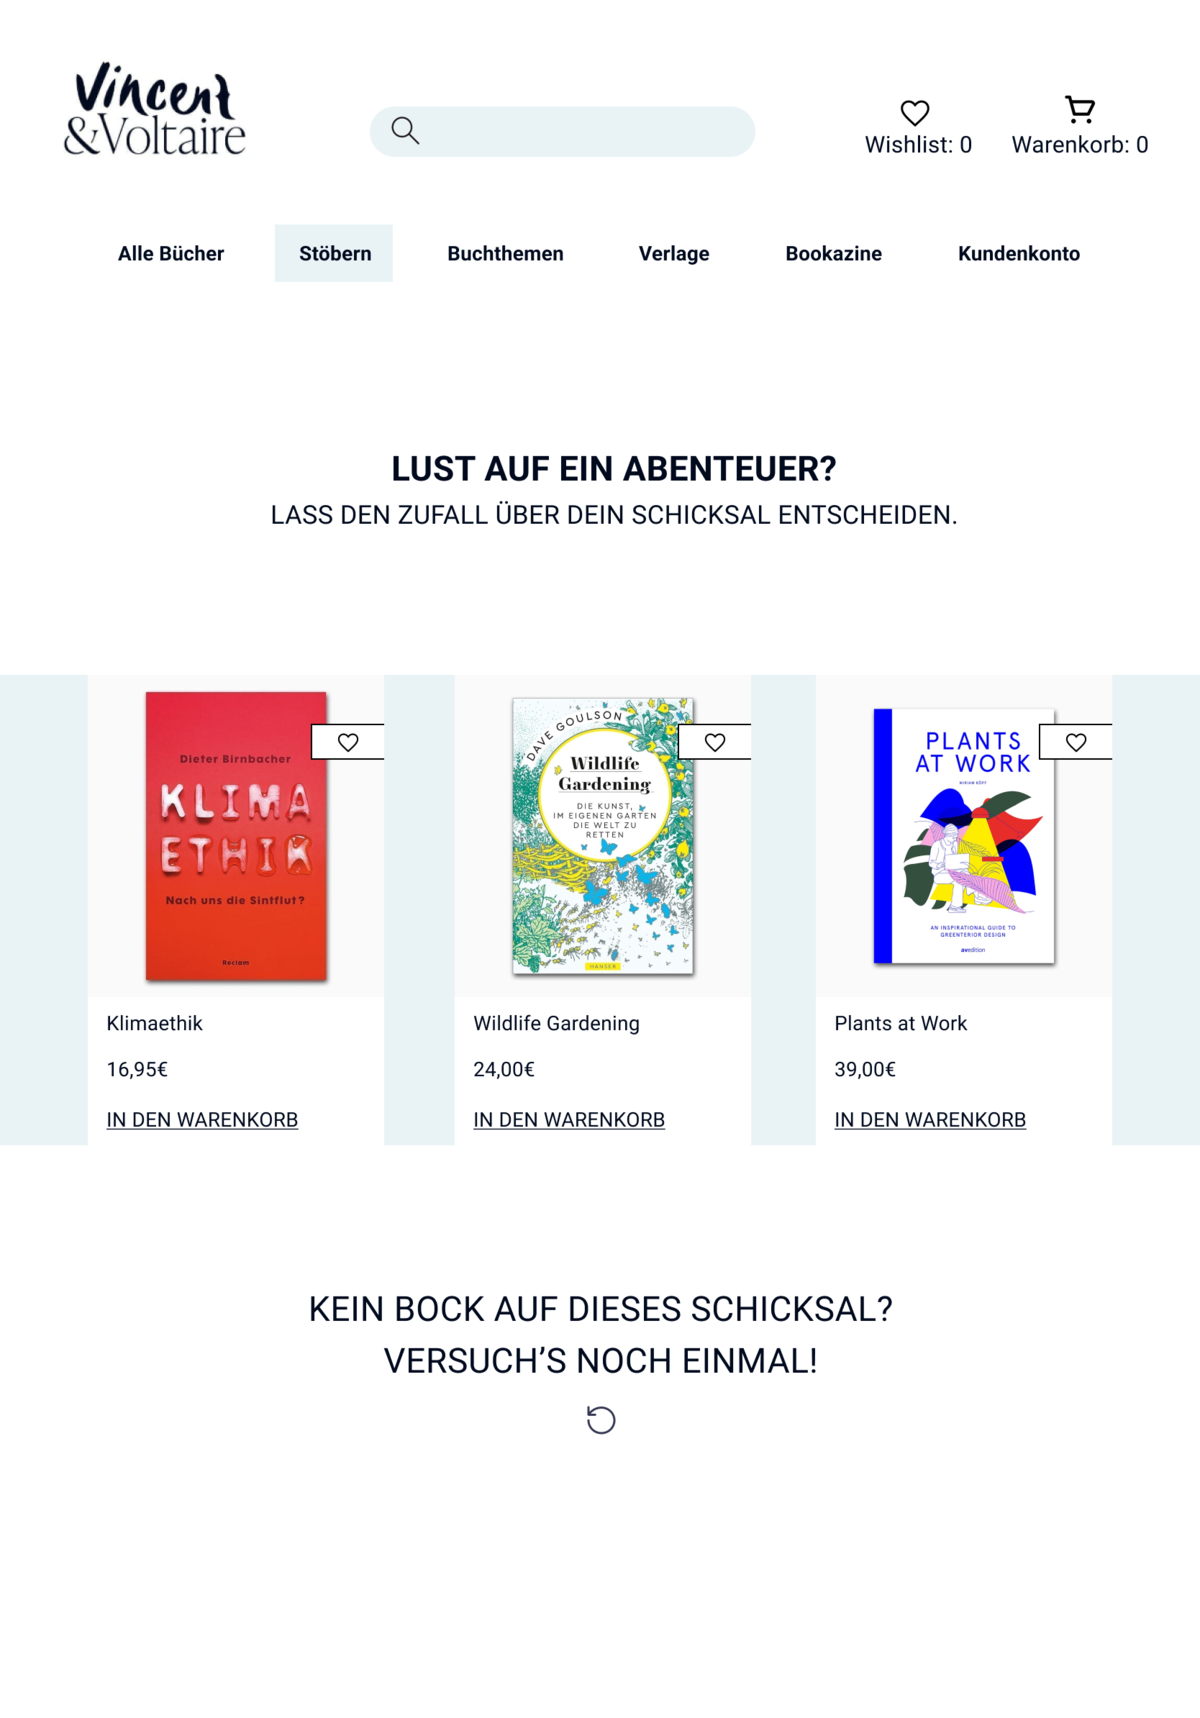 Vincent
&Voltaire
Wishlist: 0
Warenkorb: 0
Alle Bücher
Stöbern
Buchthemen
Verlage
Bookazine
Kundenkonto
LUST AUF EIN ABENTEUER?
LASS DEN ZUFALL ÜBER DEIN SCHICKSAL ENTSCHEIDEN.
Dieter Birnbacher
KLIMA
ETHIK
Nach uns die Sintflut?
Reclam
Klimaethik
16,95€
IN DEN WARENKORB
DAVE GOULSON
Wildlife
Gardening
DIE KUNST,
IM EIGENEN GARTEN
DIE WELT ZU
RETTEN
HANSER
Wildlife Gardening
24,00€
IN DEN WARENKORB
PLANTS
AT WORK
MIRIAM KÖPF
AN INSPIRATIONAL GUIDE TO
GREENTERIOR DESIGN
avedition
Plants at Work
39,00€
IN DEN WARENKORB
KEIN BOCK AUF DIESES SCHICKSAL?
VERSUCH’S NOCH EINMAL!